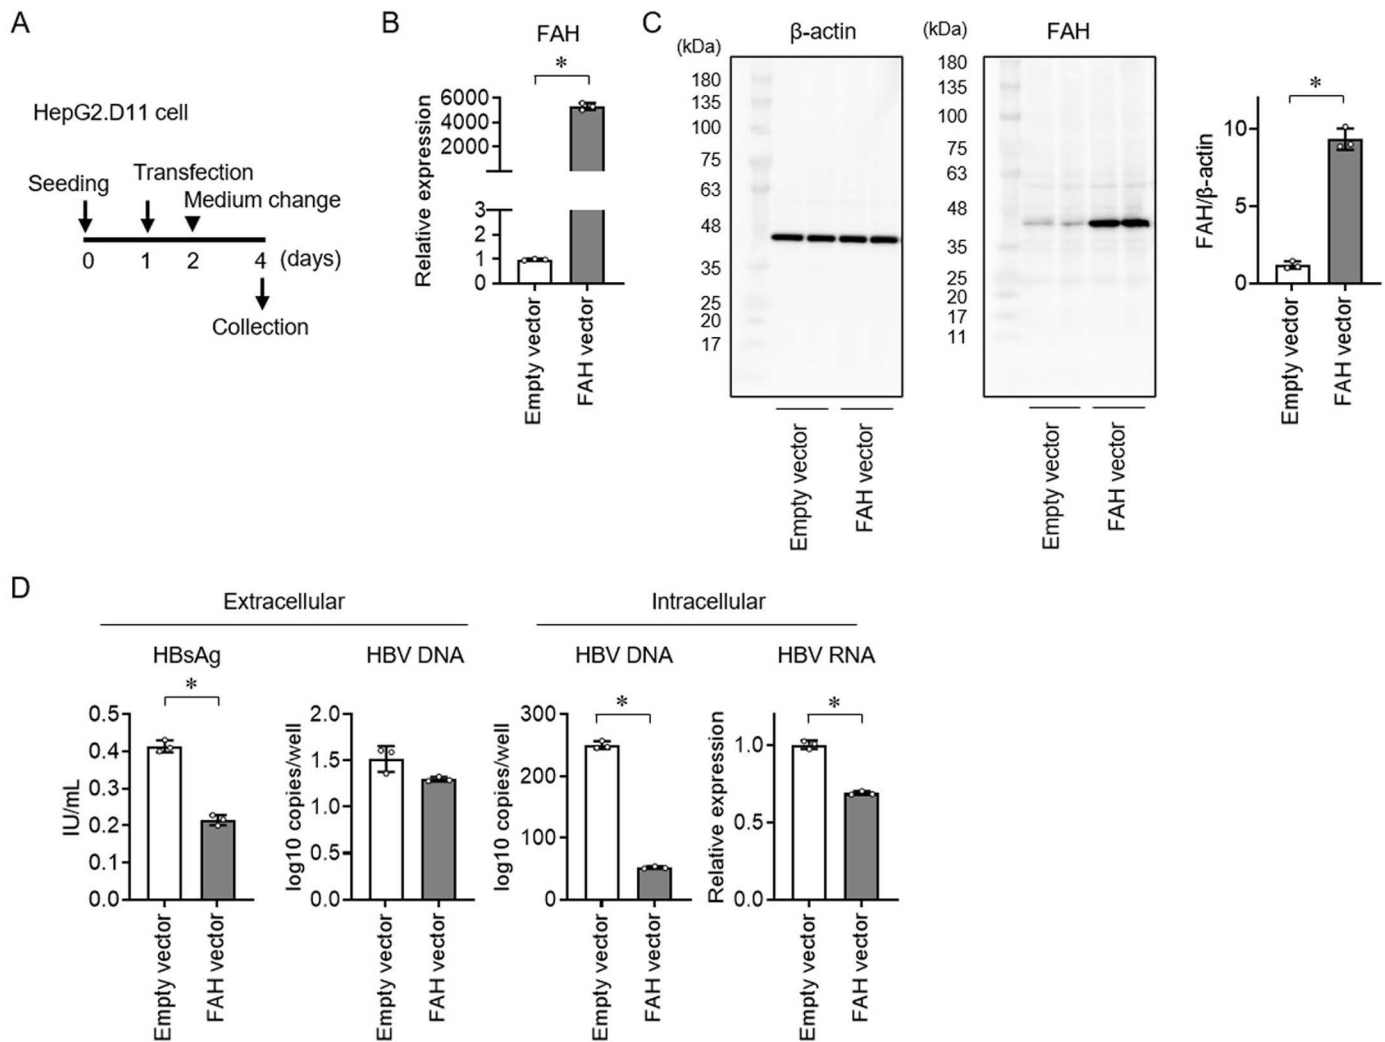 A
HepG2.D11 cell
Seeding
Transfection
Medium change
0 1 2 4 (days)
Collection
B
FAH
*
Relative expression
6000
4000
2000
3
2
1
0
Empty vector
FAH vector
C
(kDa)
β-actin
180
135
100
75
63
48
35
25
20
17
Empty vector
FAH vector
(kDa)
FAH
180
135
100
75
63
48
35
25
20
17
11
Empty vector
FAH vector
*
FAH/β-actin
10
5
0
Empty vector
FAH vector
D
Extracellular
HBsAg
*
IU/mL
0.5
0.4
0.3
0.2
0.1
0.0
Empty vector
FAH vector
HBV DNA
log10 copies/well
2.0
1.5
1.0
0.5
0.0
Empty vector
FAH vector
Intracellular
HBV DNA
*
log10 copies/well
300
200
100
0
Empty vector
FAH vector
HBV RNA
*
Relative expression
1.0
0.5
0.0
Empty vector
FAH vector